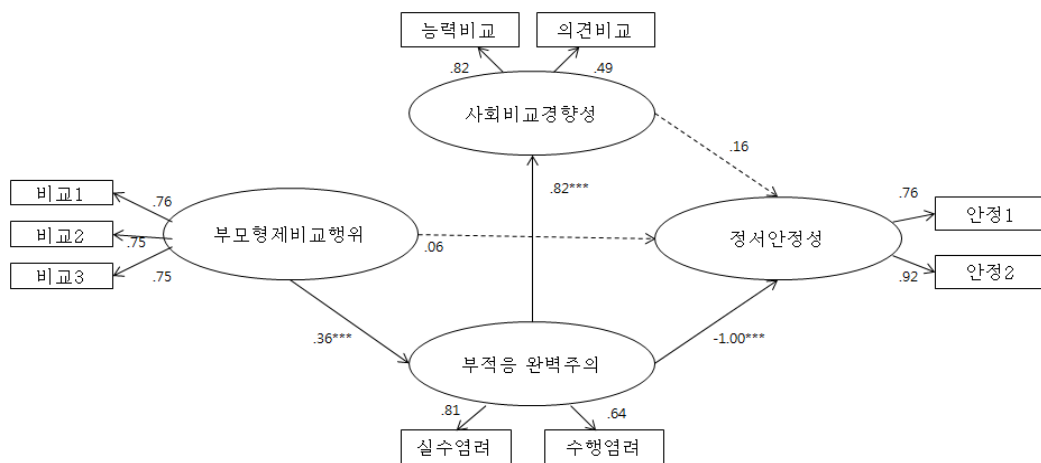 능력비교 의견비교
.82 .49
사회비교경향성
.16
.82***
비교1 .76 .76 안정1
비교2 .75 부모형제비교행위 .06 정서안정성
비교3 .75 .92 안정2
.36*** -1.00***
부적응 완벽주의
.81 .64
실수염려 수행염려